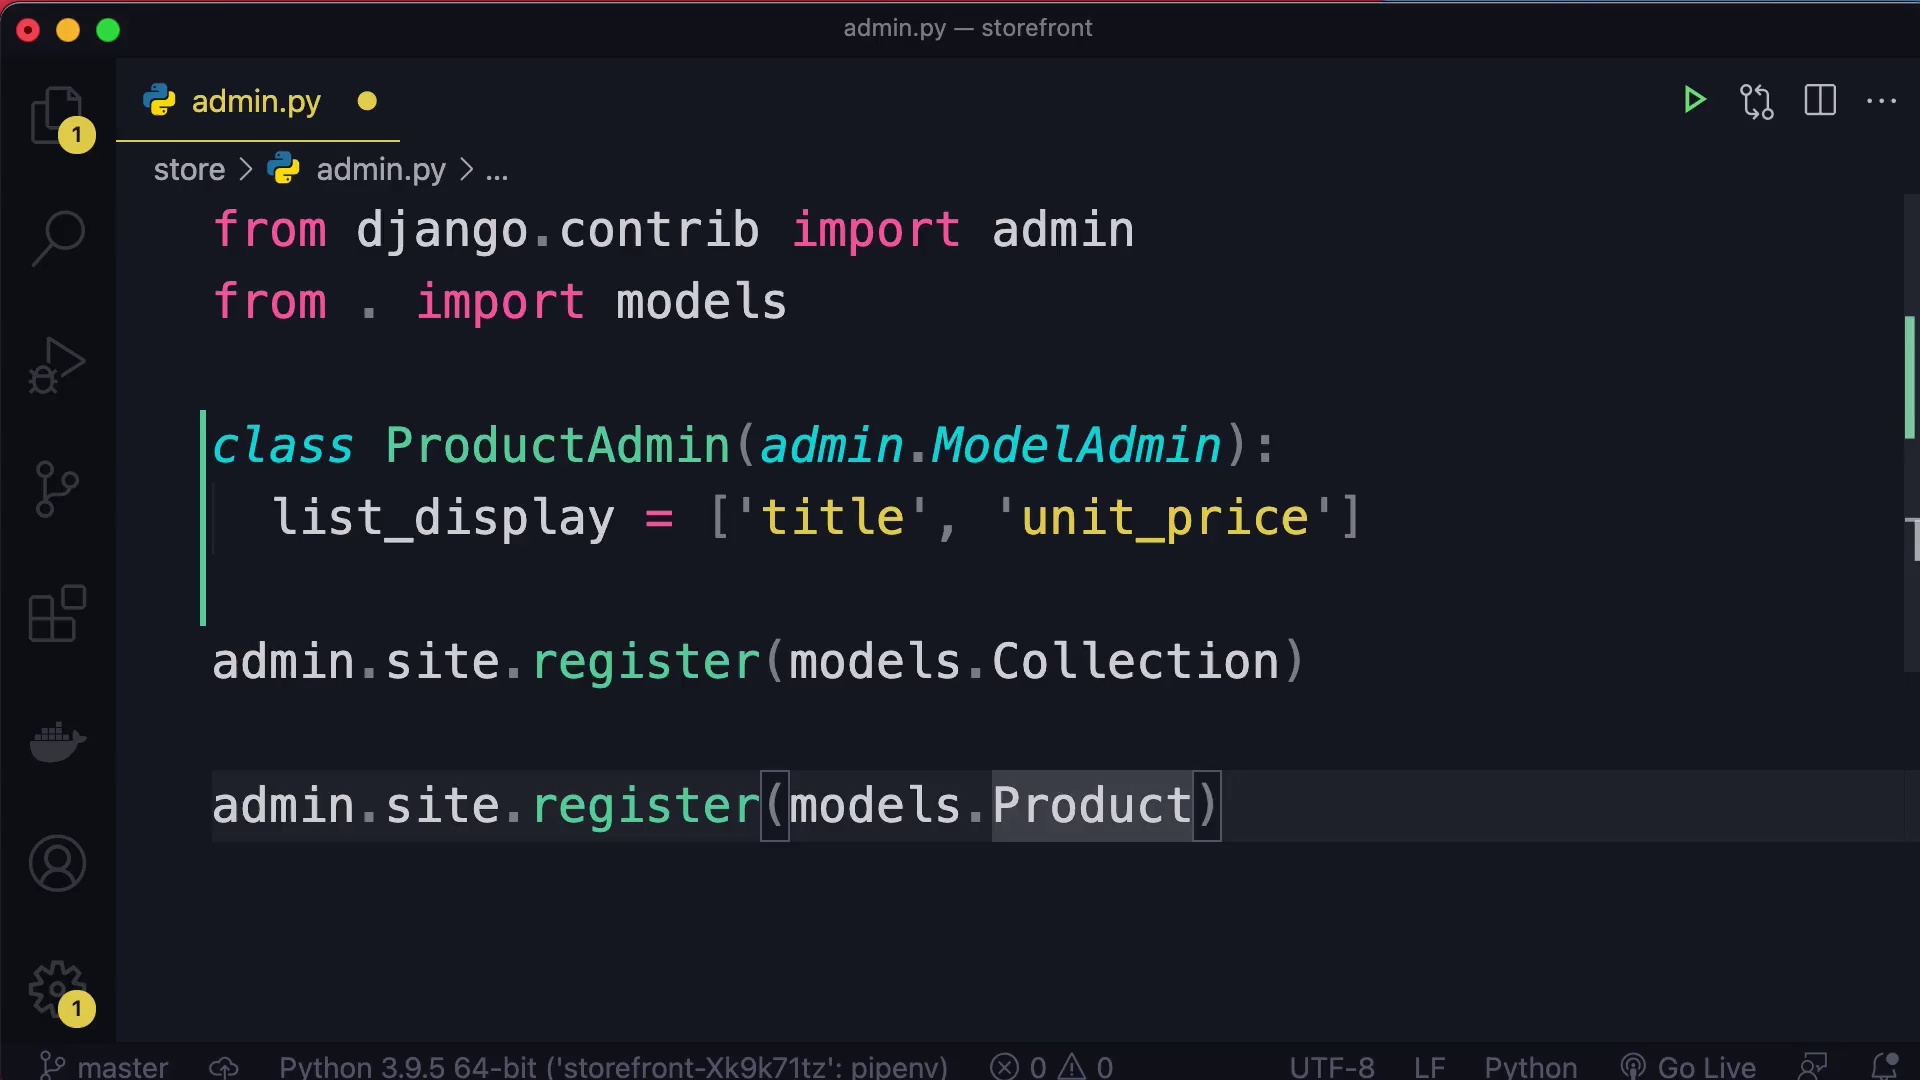 admin.py — storefront
admin.py
store > admin.py > ...
from django.contrib import admin
from . import models
class ProductAdmin(admin.ModelAdmin):
list_display = ['title', 'unit_price']
admin.site.register(models.Collection)
admin.site.register(models.Product)
1
1
master Python 3.9.5 64-bit ('storefront-Xk9k71tz': pipenv) 0 0 UTF-8 LF Python Go Live